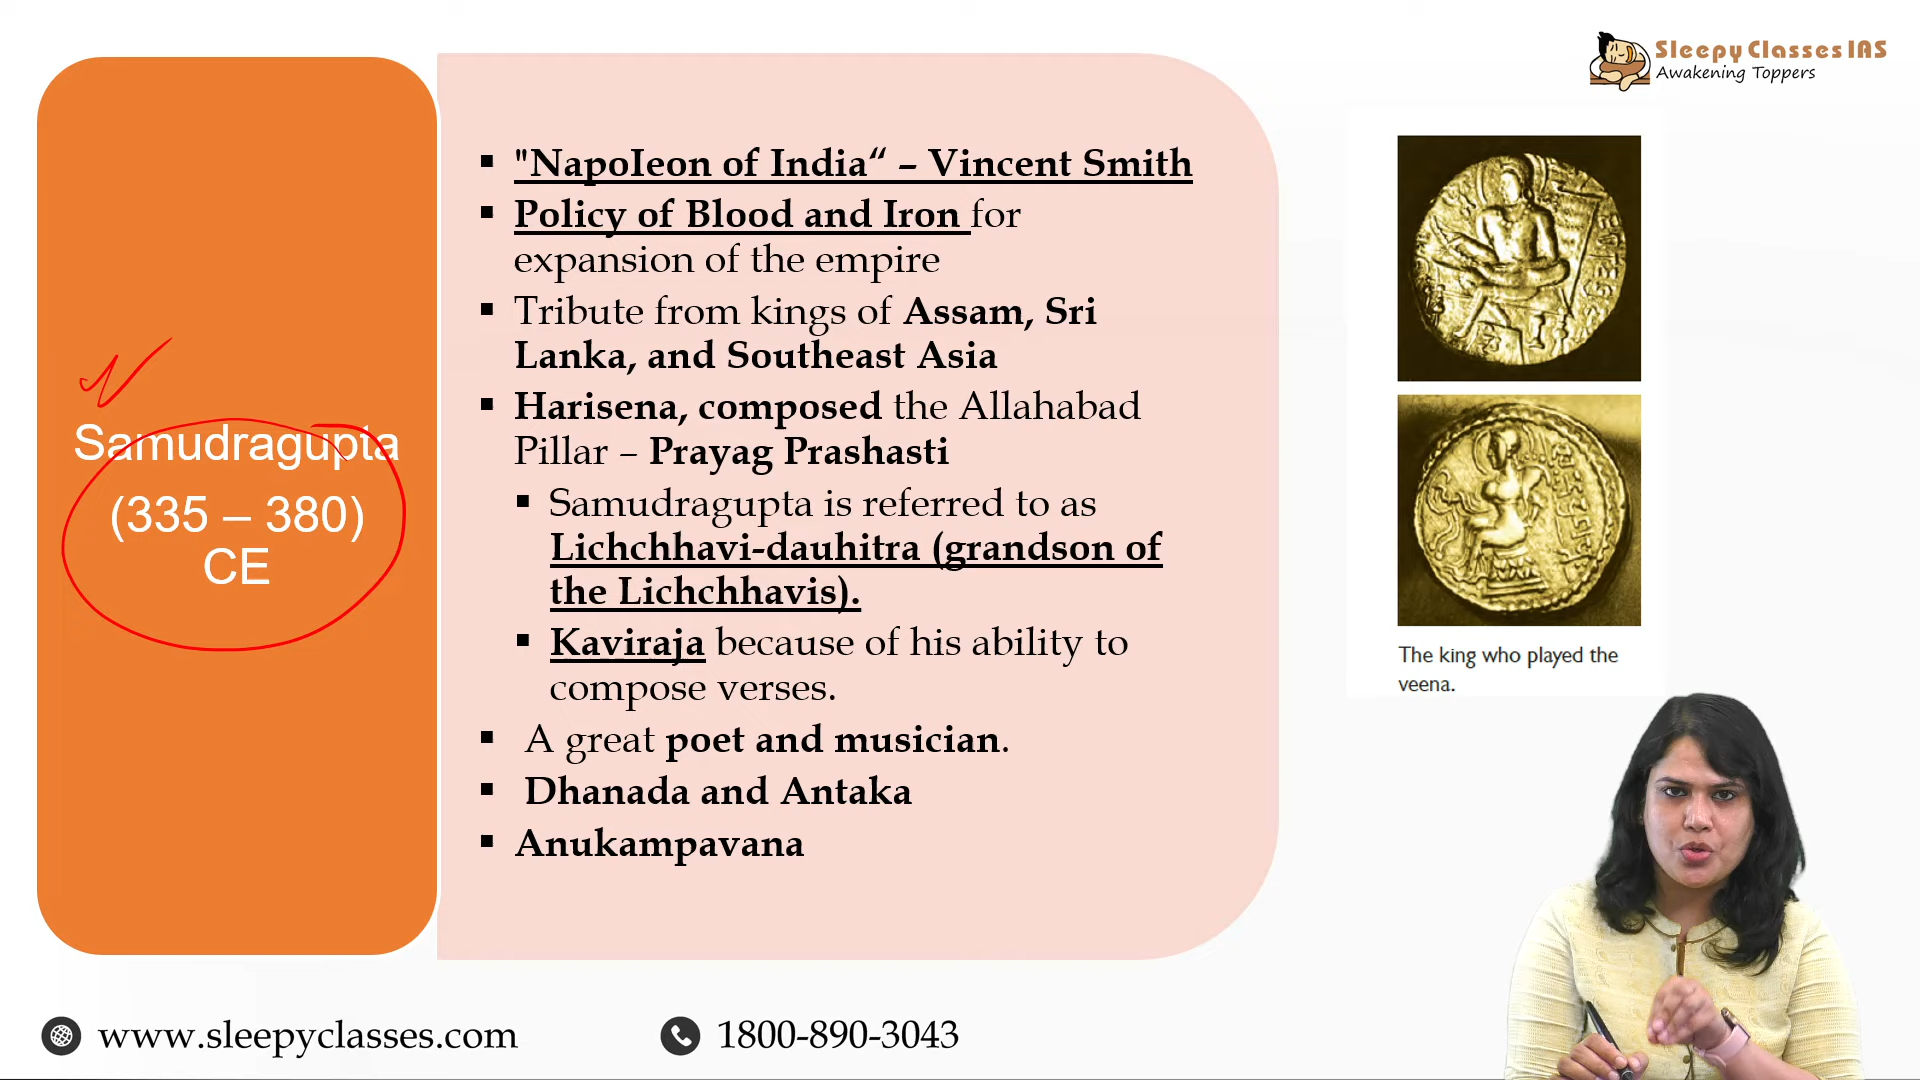 Sleepy Classes IAS
Awakening Toppers
Samudragupta
(335 – 380)
CE
▪ "NapoIeon of India“ – Vincent Smith
▪ Policy of Blood and Iron for
expansion of the empire
▪ Tribute from kings of Assam, Sri
Lanka, and Southeast Asia
▪ Harisena, composed the Allahabad
Pillar – Prayag Prashasti
▪ Samudragupta is referred to as
Lichchhavi-dauhitra (grandson of
the Lichchhavis).
▪ Kaviraja because of his ability to
compose verses.
▪ A great poet and musician.
▪ Dhanada and Antaka
▪ Anukampavana
The king who played the
veena.
www.sleepyclasses.com
1800-890-3043